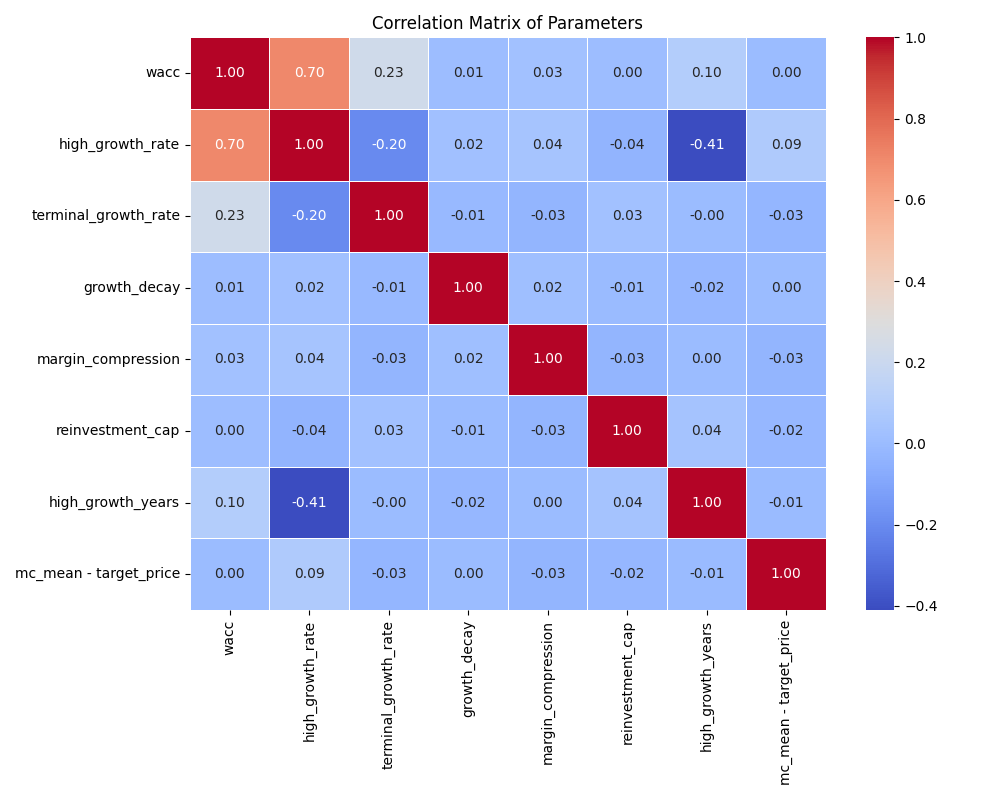 Correlation Matrix of Parameters
wacc 1.00 0.70 0.23 0.01 0.03 0.00 0.10 0.00
high_growth_rate 0.70 1.00 -0.20 0.02 0.04 -0.04 -0.41 0.09
terminal_growth_rate 0.23 -0.20 1.00 -0.01 -0.03 0.03 -0.00 -0.03
growth_decay 0.01 0.02 -0.01 1.00 0.02 -0.01 -0.02 0.00
margin_compression 0.03 0.04 -0.03 0.02 1.00 -0.03 0.00 -0.03
reinvestment_cap 0.00 -0.04 0.03 -0.01 -0.03 1.00 0.04 -0.02
high_growth_years 0.10 -0.41 -0.00 -0.02 0.00 0.04 1.00 -0.01
mc_mean - target_price 0.00 0.09 -0.03 0.00 -0.03 -0.02 -0.01 1.00
wacc
high_growth_rate
terminal_growth_rate
growth_decay
margin_compression
reinvestment_cap
high_growth_years
mc_mean - target_price
1.0
0.8
0.6
0.4
0.2
0.0
−0.2
−0.4